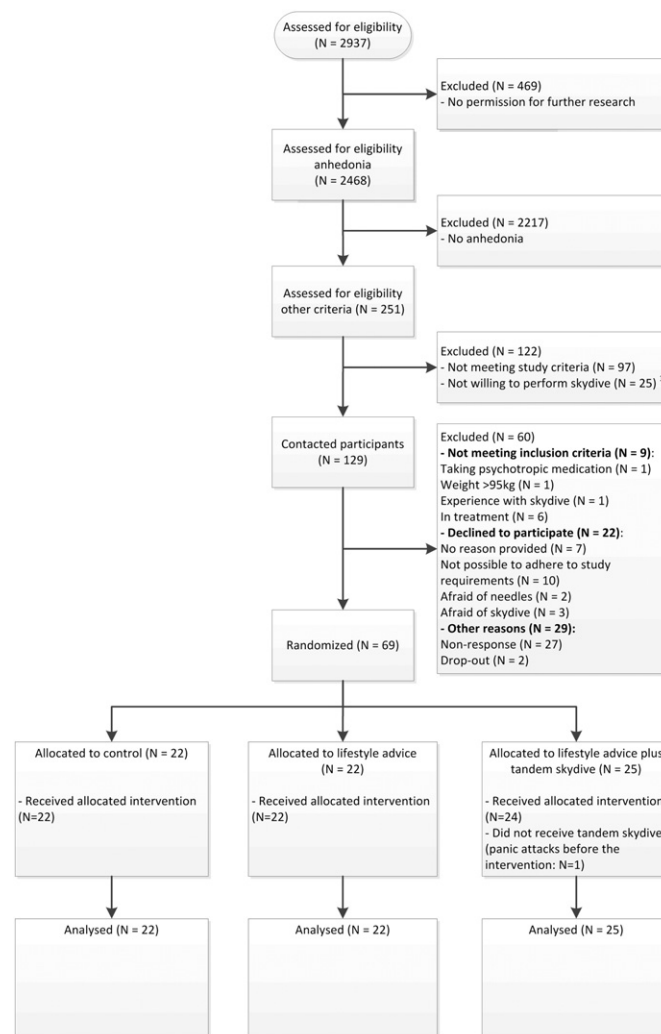 Assessed for eligibility
(N = 2937)
Excluded (N = 469)
- No permission for further research
Assessed for eligibility
anhedonia
(N = 2468)
Excluded (N = 2217)
- No anhedonia
Assessed for eligibility
other criteria (N = 251)
Excluded (N = 122)
- Not meeting study criteria (N = 97)
- Not willing to perform skydive (N = 25)
Contacted participants
(N = 129)
Excluded (N = 60)
- Not meeting inclusion criteria (N = 9):
Taking psychotropic medication (N = 1)
Weight >95kg (N = 1)
Experience with skydive (N = 1)
In treatment (N = 6)
- Declined to participate (N = 22):
No reason provided (N = 7)
Not possible to adhere to study
requirements (N = 10)
Afraid of needles (N = 2)
Afraid of skydive (N = 3)
- Other reasons (N = 29):
Non-response (N = 27)
Drop-out (N = 2)
Randomized (N = 69)
Allocated to control (N = 22)
- Received allocated intervention
(N=22)
Allocated to lifestyle advice
(N = 22)
- Received allocated intervention
(N=22)
Allocated to lifestyle advice plus
tandem skydive (N = 25)
- Received allocated intervention
(N=24)
- Did not receive tandem skydive
(panic attacks before the
intervention: N=1)
Analysed (N = 22)
Analysed (N = 22)
Analysed (N = 25)